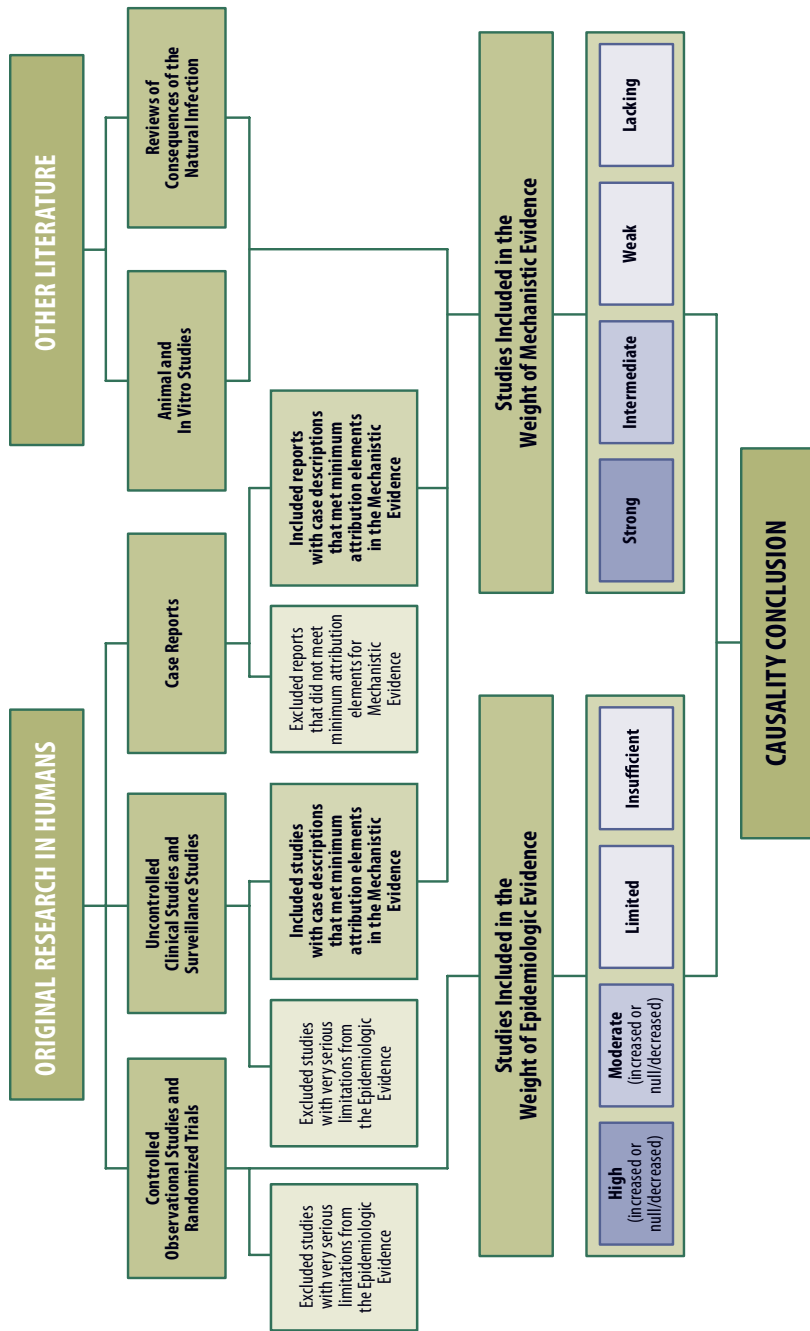 ORIGINAL RESEARCH IN HUMANS
OTHER LITERATURE
Controlled
Observational Studies and
Randomized Trials
Uncontrolled
Clinical Studies and
Surveillance Studies
Case Reports
Animal and
In Vitro Studies
Reviews of
Consequences of the
Natural Infection
Excluded studies
with very serious
limitations from
the Epidemiologic
Evidence
Excluded studies
with very serious
limitations from
the Epidemiologic
Evidence
Included studies
with case descriptions
that met minimum
attribution elements
in the Mechanistic
Evidence
Excluded reports
that did not meet
minimum attribution
elements for
Mechanistic
Evidence
Included reports
with case descriptions
that met minimum
attribution elements
in the Mechanistic
Evidence
Studies Included in the
Weight of Epidemiologic Evidence
Studies Included in the
Weight of Mechanistic Evidence
High
(increased or
null/decreased)
Moderate
(increased or
null/decreased)
Limited
Insufficient
Strong
Intermediate
Weak
Lacking
CAUSALITY CONCLUSION